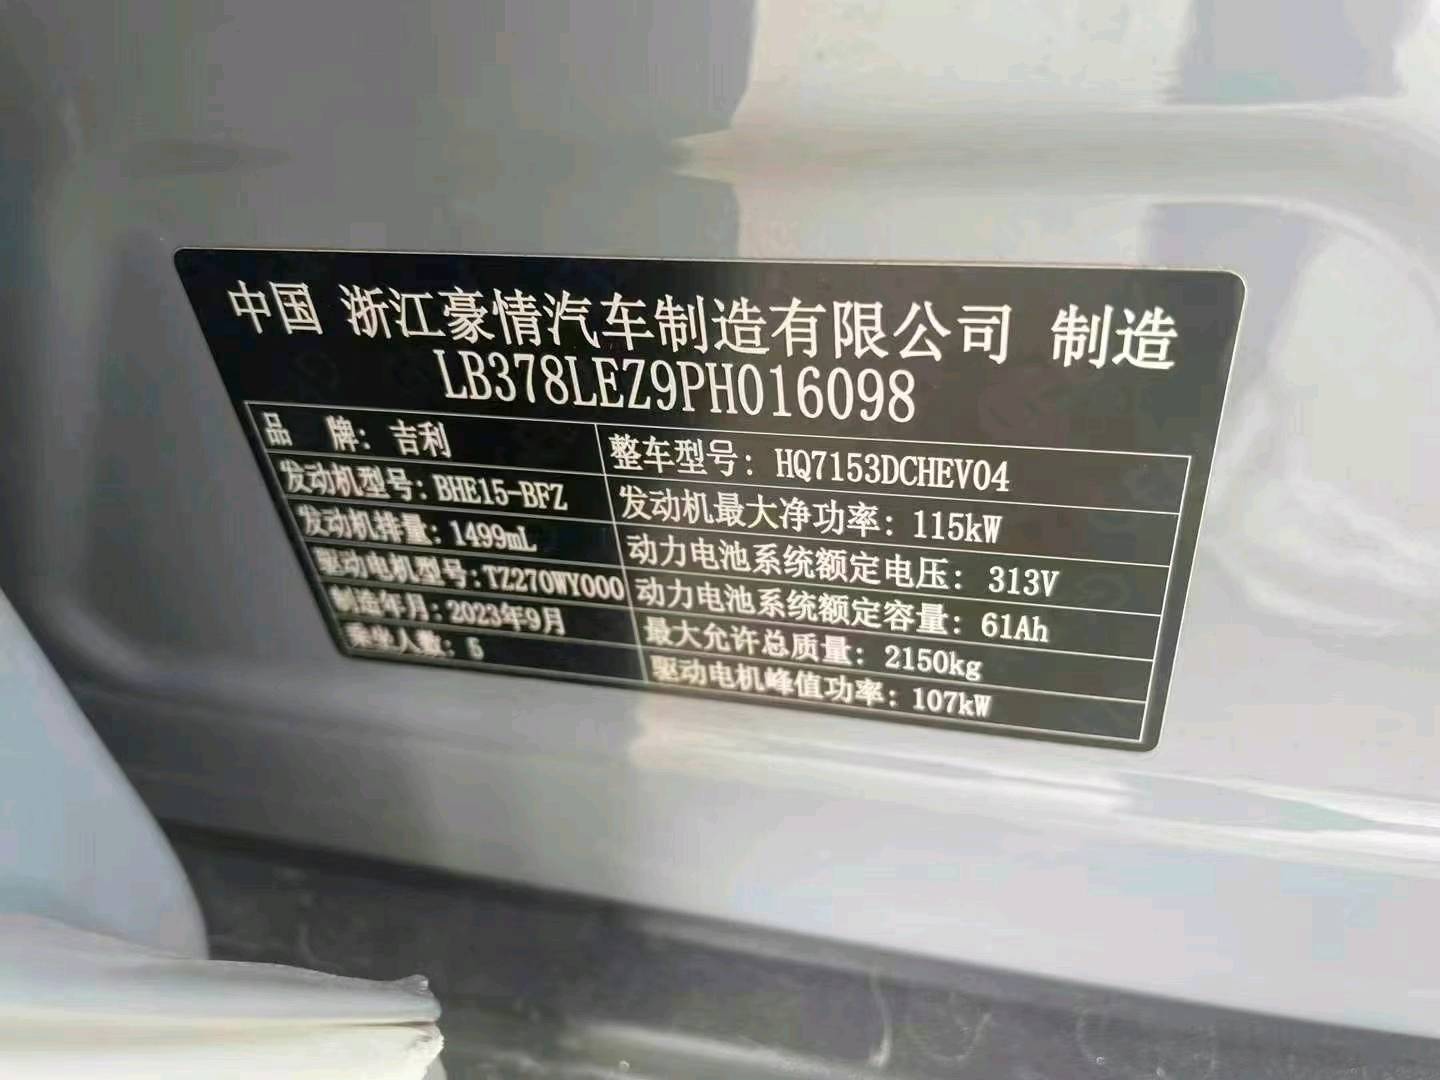 中国 浙江豪情汽车制造有限公司 制造
LB378LEZ9PH016098
品 牌: 吉利 整车型号: HQ7153DCHEV04
发动机型号: BHE15-BFZ 发动机最大净功率: 115kW
发动机排量: 1499mL 动力电池系统额定电压: 313V
驱动电机型号: TZ270WY000 动力电池系统额定容量: 61Ah
制造年月: 2023年9月 最大允许总质量: 2150kg
乘坐人数: 5 驱动电机峰值功率: 107kW